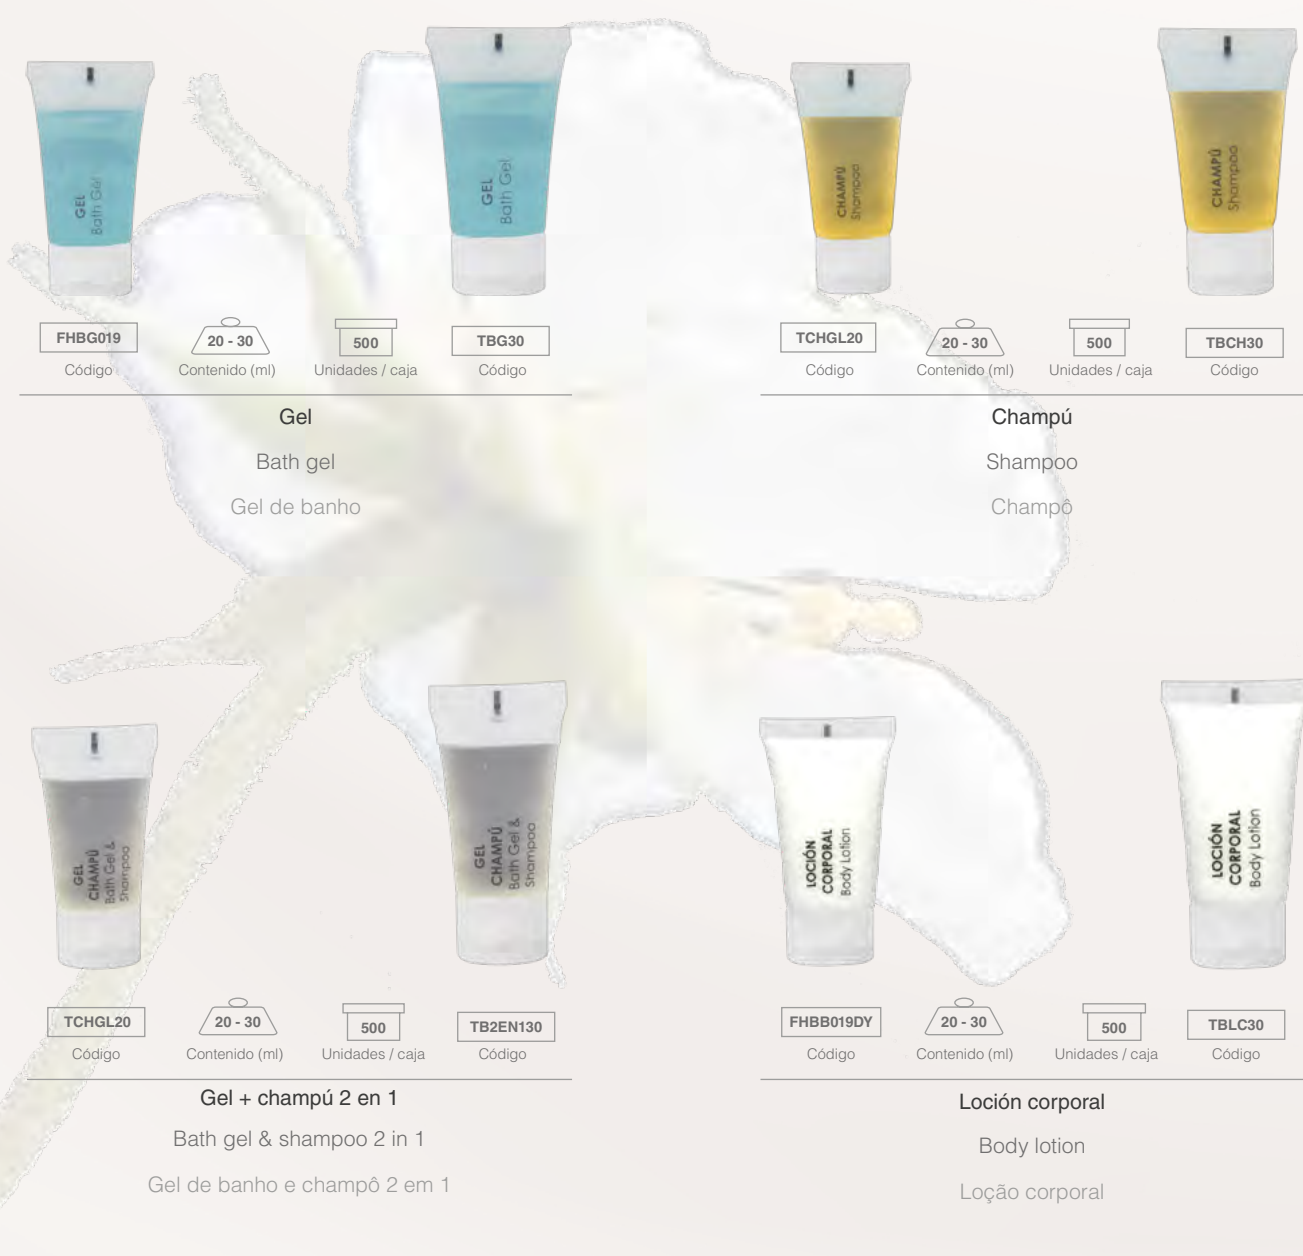 GEL
Bath Gel
GEL
Bath Gel
CHAMPÚ
Shampoo
CHAMPÚ
Shampoo
FHBG019
20 - 30
500
TBG30
Código
Contenido (ml)
Unidades / caja
Código
TCHGL20
20 - 30
500
TBCH30
Código
Contenido (ml)
Unidades / caja
Código
Gel
Bath gel
Gel de banho
Champú
Shampoo
Champô
GEL
CHAMPÚ
Bath Gel &
Shampoo
GEL
CHAMPÚ
Bath Gel &
Shampoo
LOCIÓN
CORPORAL
Body Lotion
LOCIÓN
CORPORAL
Body Lotion
TCHGL20
20 - 30
500
TB2EN130
Código
Contenido (ml)
Unidades / caja
Código
FHBB019DY
20 - 30
500
TBLC30
Código
Contenido (ml)
Unidades / caja
Código
Gel + champú 2 en 1
Bath gel & shampoo 2 in 1
Gel de banho e champô 2 em 1
Loción corporal
Body lotion
Loção corporal